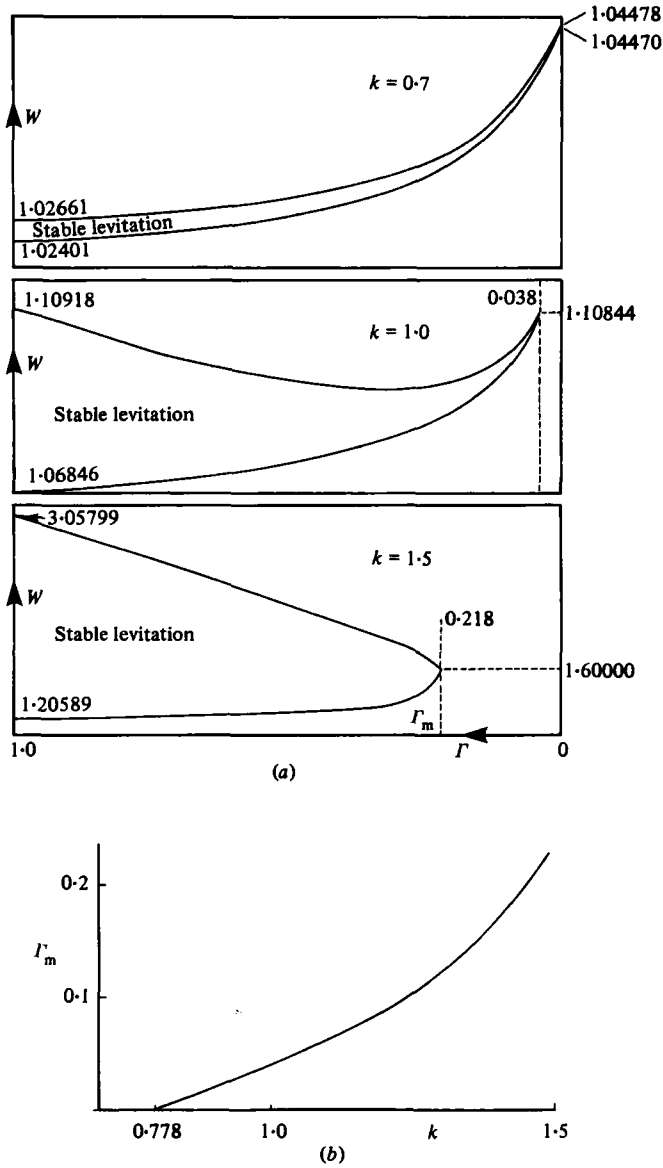 1·04478
1·04470
k = 0·7
W
1·02661
Stable levitation
1·02401
1·10918
0·038
1·10844
k = 1·0
W
Stable levitation
1·06846
3·05799
k = 1·5
W
Stable levitation
0·218
1·60000
1·20589
Γm
1·0
Γ
0
(a)
0·2
Γm
0·1
0·778
1·0
k
1·5
(b)